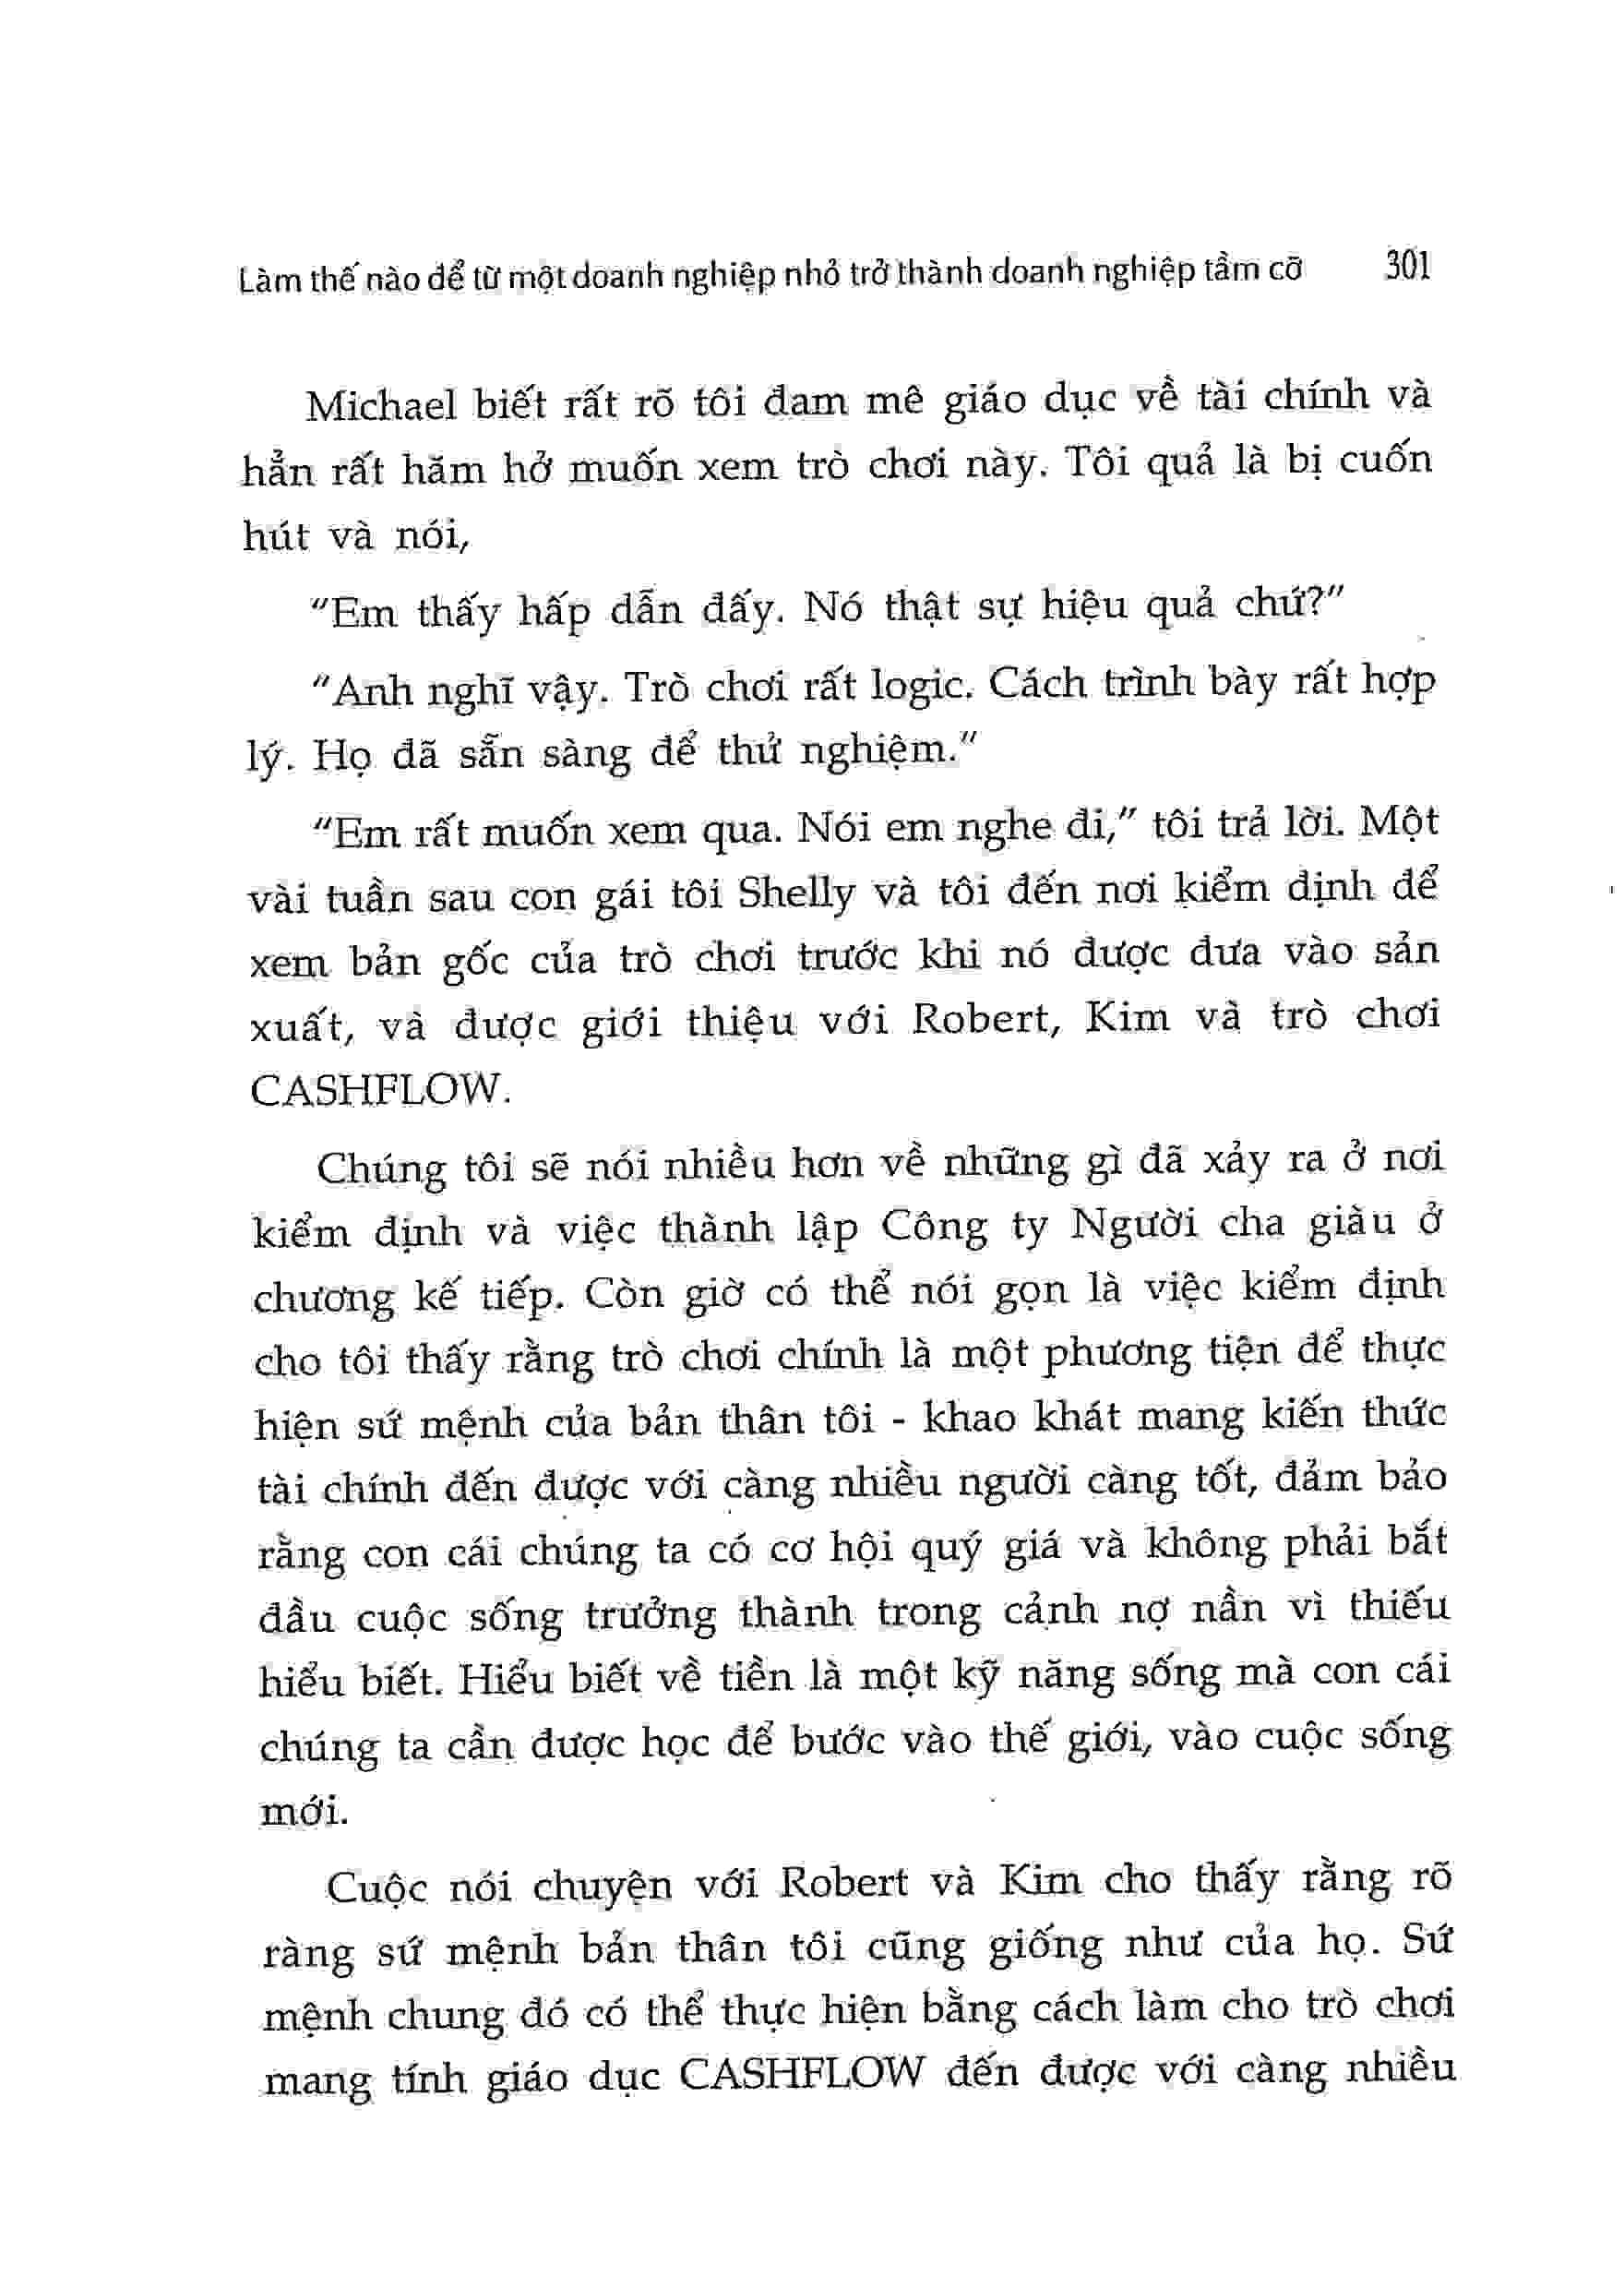 Làm thế nào để từ một doanh nghiệp nhỏ trở thành doanh nghiệp tầm cỡ 301
Michael biết rất rõ tôi đam mê giáo dục về tài chính và
hẳn rất hăm hở muốn xem trò chơi này. Tôi quả là bị cuốn
hút và nói,
"Em thấy hấp dẫn đấy. Nó thật sự hiệu quả chứ?"
"Anh nghĩ vậy. Trò chơi rất logic. Cách trình bày rất hợp
lý. Họ đã sẵn sàng để thử nghiệm."
"Em rất muốn xem qua. Nói em nghe đi," tôi trả lời. Một
vài tuần sau con gái tôi Shelly và tôi đến nơi kiểm định để
xem bản gốc của trò chơi trước khi nó được đưa vào sản
xuất, và được giới thiệu với Robert, Kim và trò chơi
CASHFLOW.
Chúng tôi sẽ nói nhiều hơn về những gì đã xảy ra ở nơi
kiểm định và việc thành lập Công ty Người cha giàu ở
chương kế tiếp. Còn giờ có thể nói gọn là việc kiểm định
cho tôi thấy rằng trò chơi chính là một phương tiện để thực
hiện sứ mệnh của bản thân tôi - khao khát mang kiến thức
tài chính đến được với càng nhiều người càng tốt, đảm bảo
rằng con cái chúng ta có cơ hội quý giá và không phải bắt
đầu cuộc sống trưởng thành trong cảnh nợ nần vì thiếu
hiểu biết. Hiểu biết về tiền là một kỹ năng sống mà con cái
chúng ta cần được học để bước vào thế giới, vào cuộc sống
mới.
Cuộc nói chuyện với Robert và Kim cho thấy rằng rõ
ràng sứ mệnh bản thân tôi cũng giống như của họ. Sứ
mệnh chung đó có thể thực hiện bằng cách làm cho trò chơi
mang tính giáo dục CASHFLOW đến được với càng nhiều